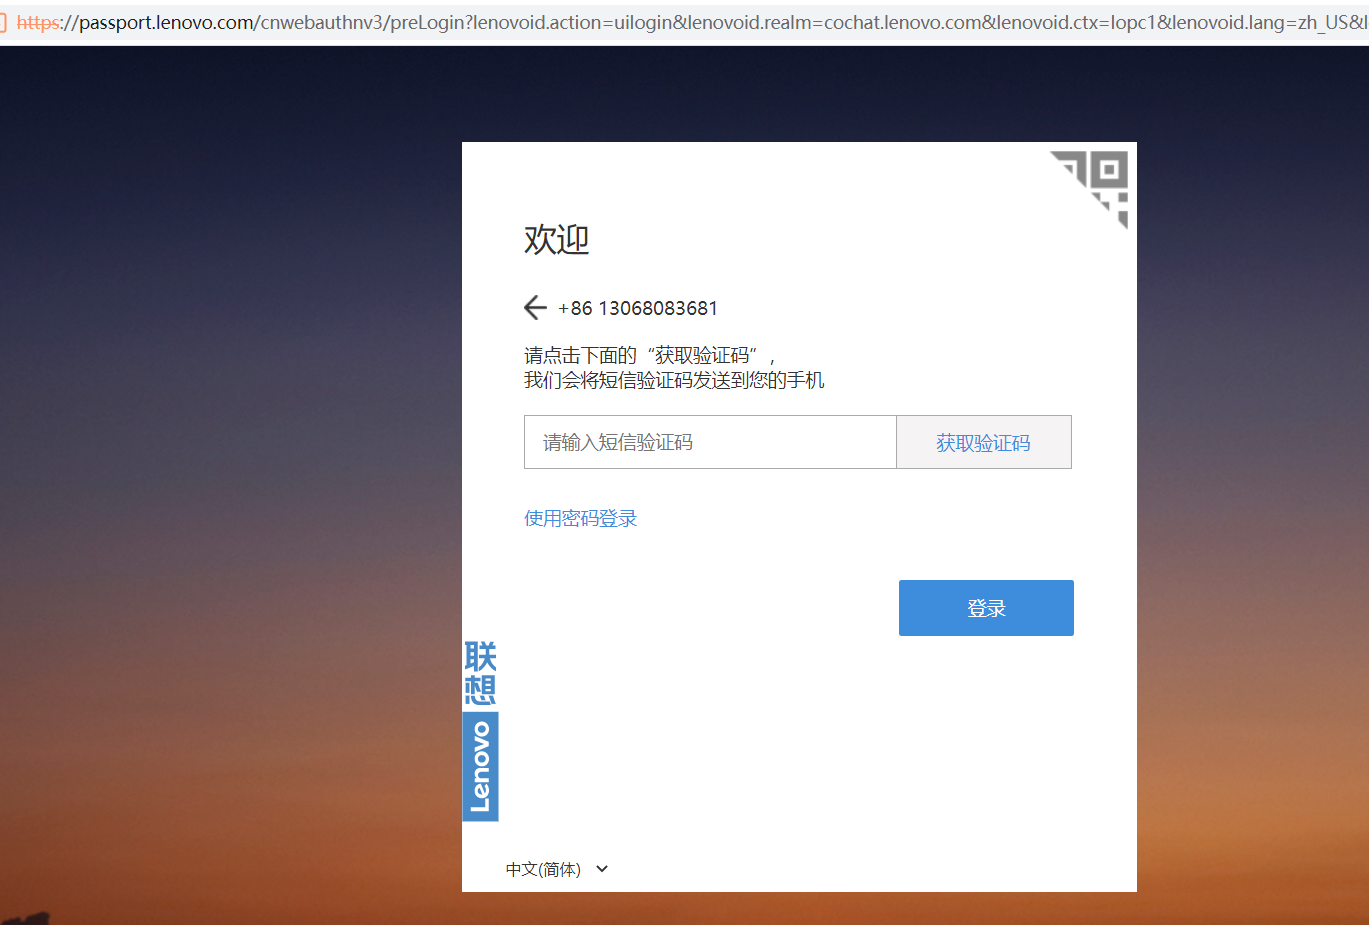 https://passport.lenovo.com/cnwebauthnv3/preLogin?lenovoid.action=uilogin&lenovoid.realm=cochat.lenovo.com&lenovoid.ctx=lopc1&lenovoid.lang=zh_US&l
欢迎
+86 13068083681
请点击下面的“获取验证码”,
我们会将短信验证码发送到您的手机
请输入短信验证码 获取验证码
使用密码登录
登录
联想
Lenovo
中文(简体)